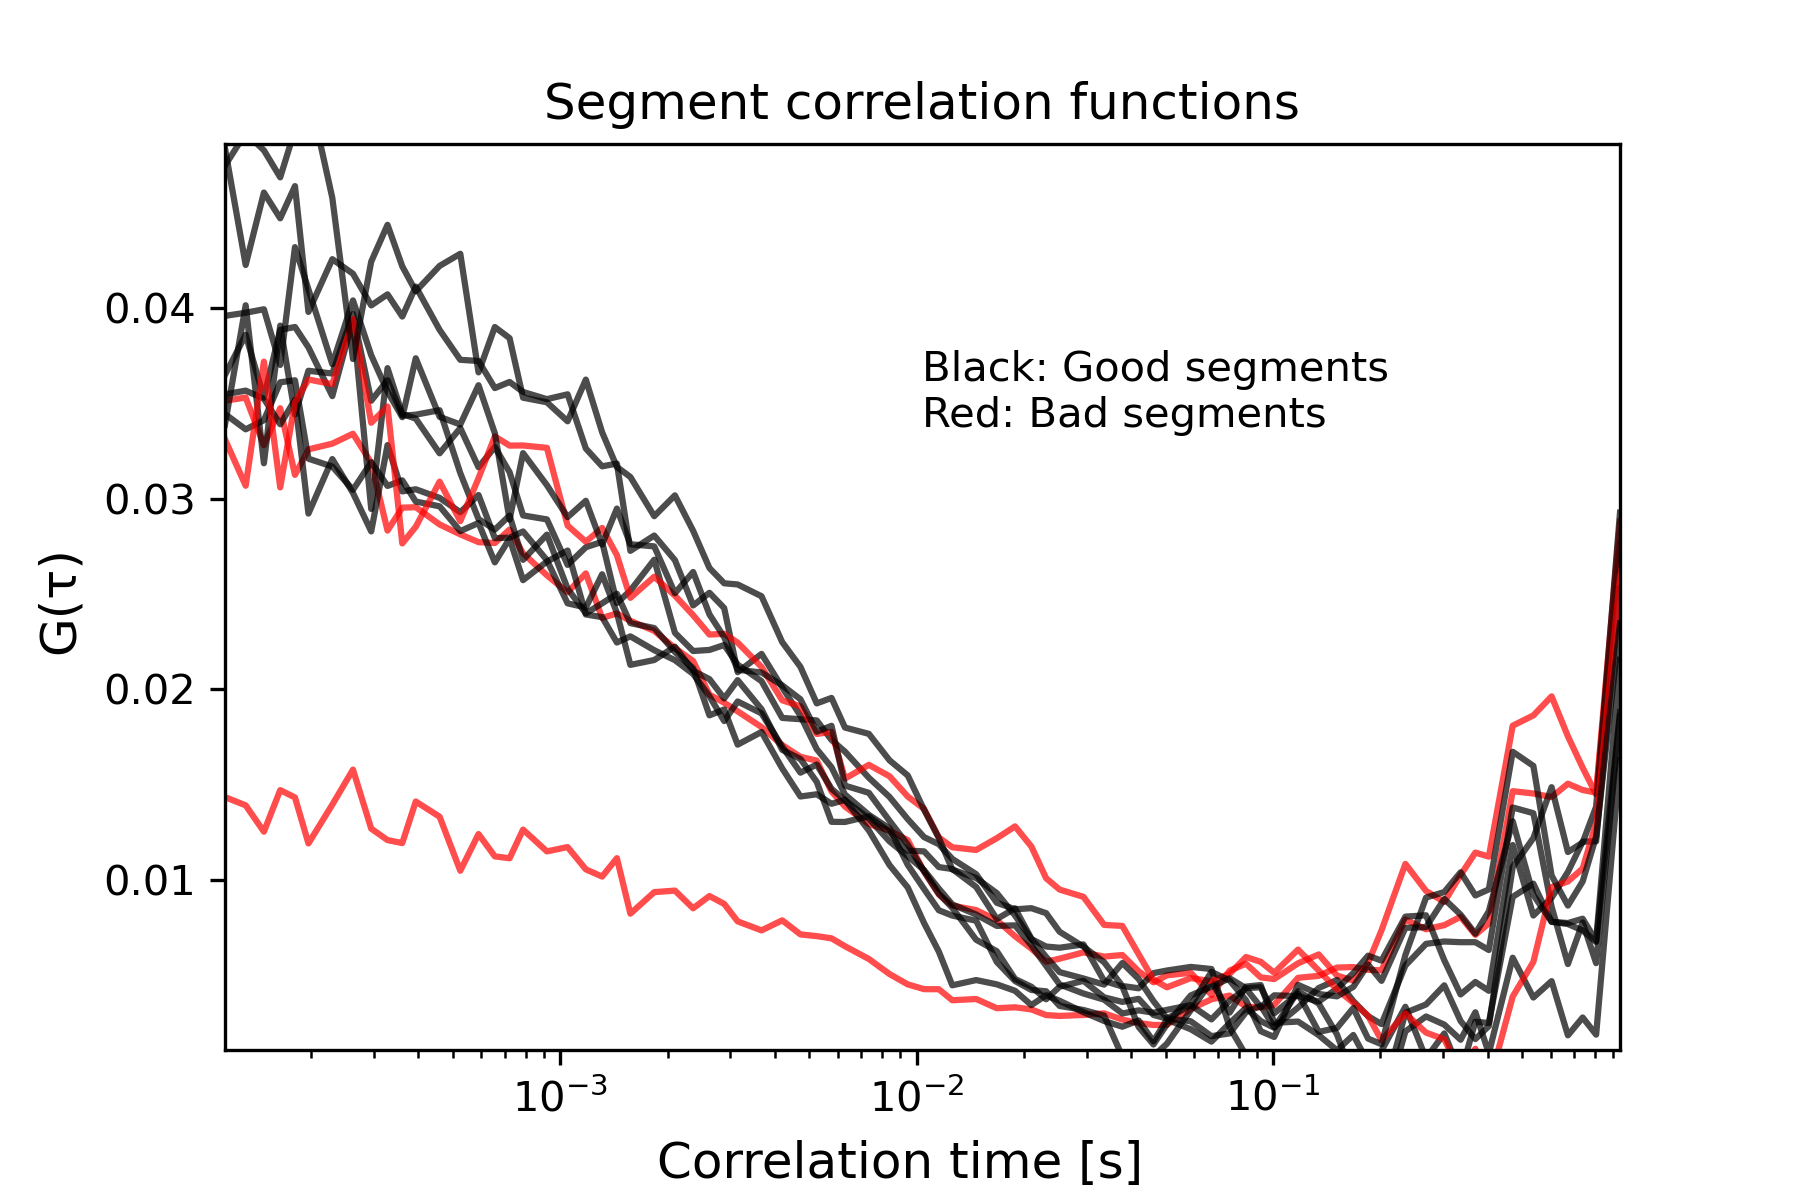 Segment correlation functions
0.04
0.03
0.02
0.01
G(τ)
Black: Good segments
Red: Bad segments
10⁻³
10⁻²
10⁻¹
Correlation time [s]